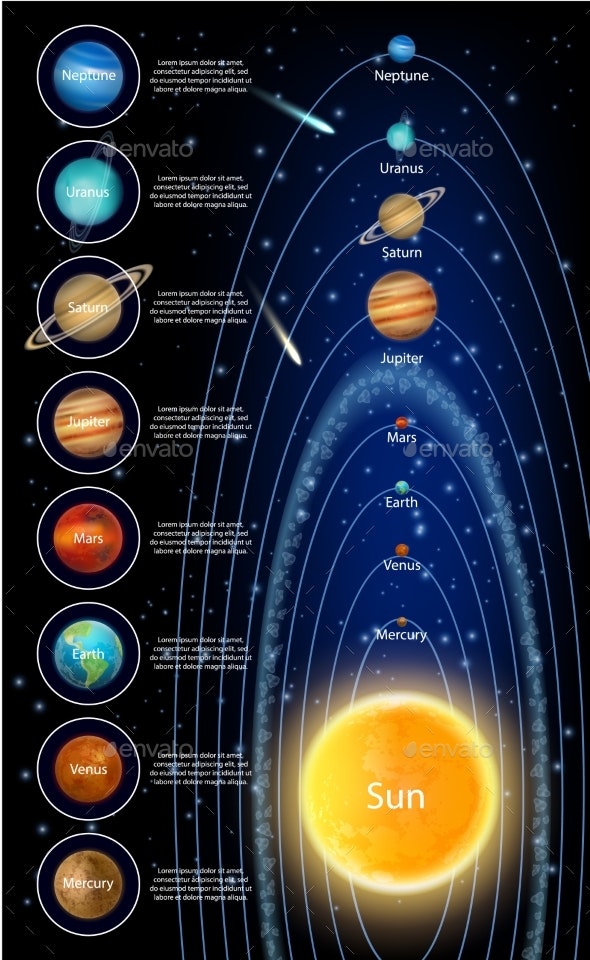 Neptune
Lorem ipsum dolor sit amet,
consectetur adipiscing elit, sed
do eiusmod tempor incididunt ut
labore et dolore magna aliqua.
Uranus
Lorem ipsum dolor sit amet,
consectetur adipiscing elit, sed
do eiusmod tempor incididunt ut
labore et dolore magna aliqua.
Saturn
Lorem ipsum dolor sit amet,
consectetur adipiscing elit, sed
do eiusmod tempor incididunt ut
labore et dolore magna aliqua.
Jupiter
Lorem ipsum dolor sit amet,
consectetur adipiscing elit, sed
do eiusmod tempor incididunt ut
labore et dolore magna aliqua.
Mars
Lorem ipsum dolor sit amet,
consectetur adipiscing elit, sed
do eiusmod tempor incididunt ut
labore et dolore magna aliqua.
Earth
Lorem ipsum dolor sit amet,
consectetur adipiscing elit, sed
do eiusmod tempor incididunt ut
labore et dolore magna aliqua.
Venus
Lorem ipsum dolor sit amet,
consectetur adipiscing elit, sed
do eiusmod tempor incididunt ut
labore et dolore magna aliqua.
Mercury
Lorem ipsum dolor sit amet,
consectetur adipiscing elit, sed
do eiusmod tempor incididunt ut
labore et dolore magna aliqua.
Neptune
Uranus
Saturn
Jupiter
Mars
Earth
Venus
Mercury
Sun
envato
envato
envato
envato
envato
envato